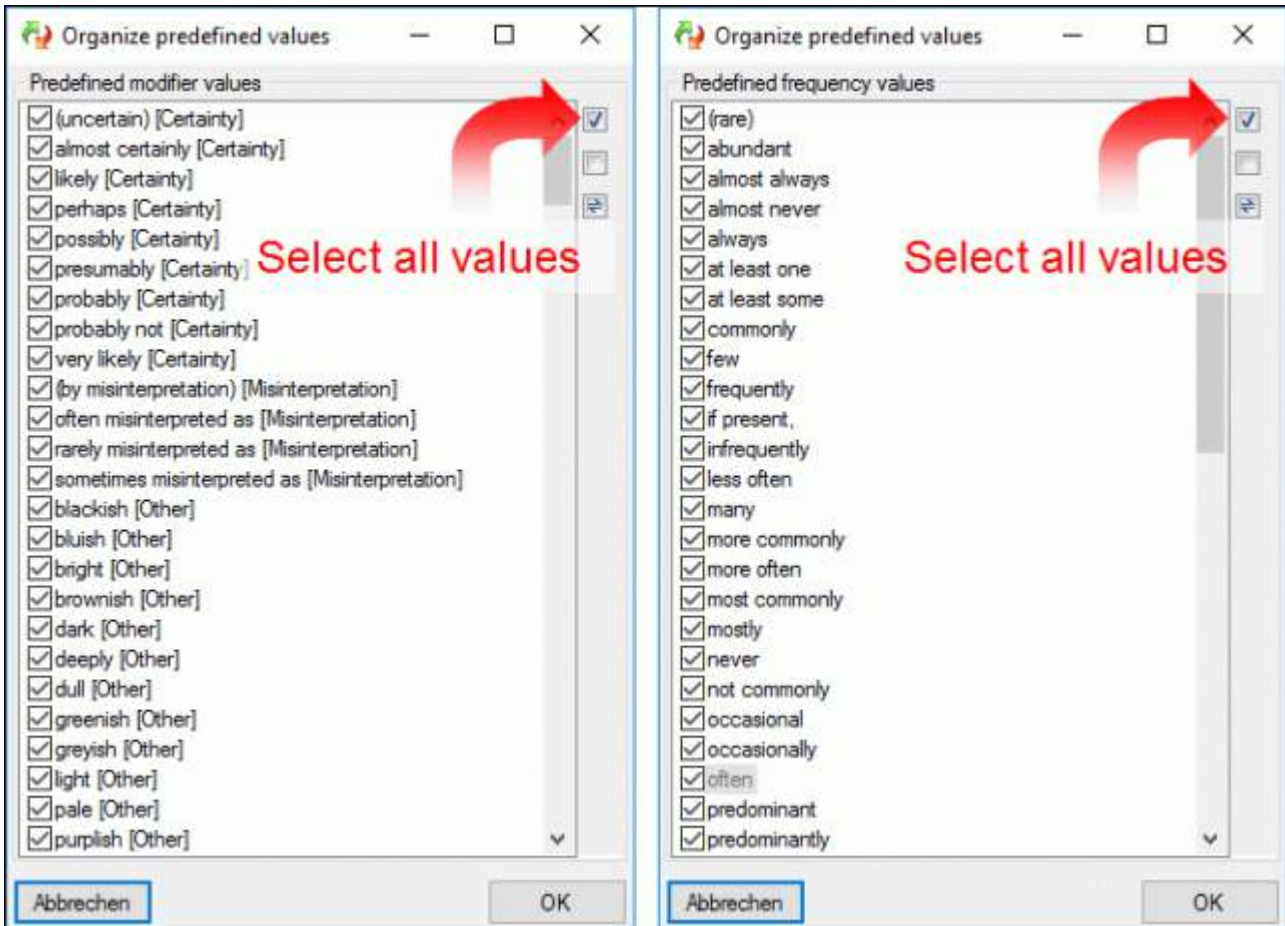 Organize predefined values
Predefined modifier values
(uncertain) [Certainty]
almost certainly [Certainty]
likely [Certainty]
perhaps [Certainty]
possibly [Certainty]
presumably [Certainty]
probably [Certainty]
probably not [Certainty]
very likely [Certainty]
(by misinterpretation) [Misinterpretation]
often misinterpreted as [Misinterpretation]
rarely misinterpreted as [Misinterpretation]
sometimes misinterpreted as [Misinterpretation]
blackish [Other]
bluish [Other]
bright [Other]
brownish [Other]
dark [Other]
deeply [Other]
dull [Other]
greenish [Other]
greyish [Other]
light [Other]
pale [Other]
purplish [Other]
Select all values
Abbrechen
OK
Organize predefined values
Predefined frequency values
(rare)
abundant
almost always
almost never
always
at least one
at least some
commonly
few
frequently
if present,
infrequently
less often
many
more commonly
more often
most commonly
mostly
never
not commonly
occasional
occasionally
often
predominant
predominantly
Select all values
Abbrechen
OK